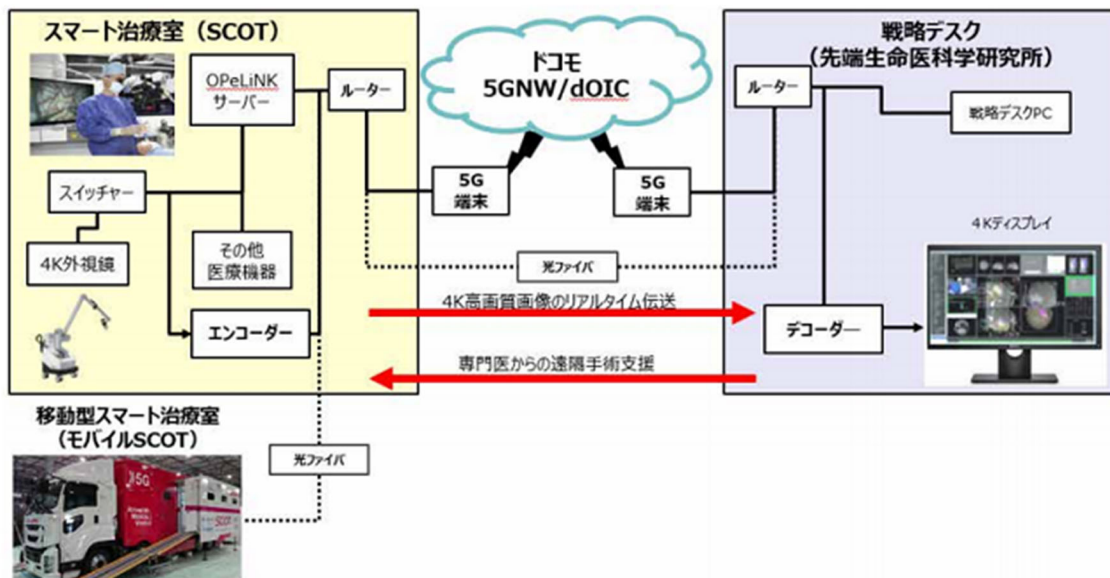 スマート治療室（SCOT）
OPeLiNK
サーバー
ルーター
スイッチャー
4K外視鏡
その他
医療機器
エンコーダー
ドコモ
5GNW/dOIC
5G
端末
5G
端末
光ファイバ
4K高画質画像のリアルタイム伝送
専門医からの遠隔手術支援
戦略デスク
（先端生命医科学研究所）
ルーター
戦略デスクPC
4Kディスプレイ
デコーダー
移動型スマート治療室
（モバイルSCOT）
光ファイバ
5G
SCOT